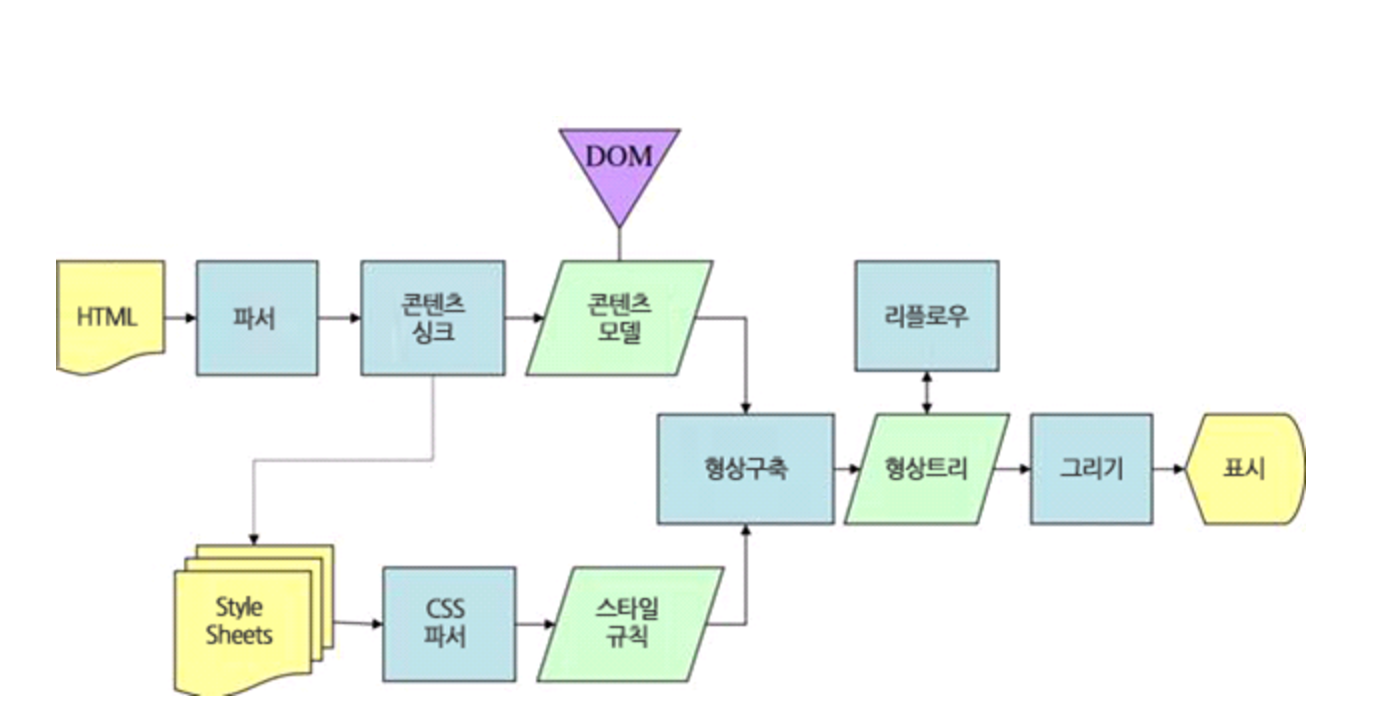 DOM
HTML
파서
콘텐츠
싱크
콘텐츠
모델
리플로우
형상구축
형상트리
그리기
표시
Style
Sheets
CSS
파서
스타일
규칙